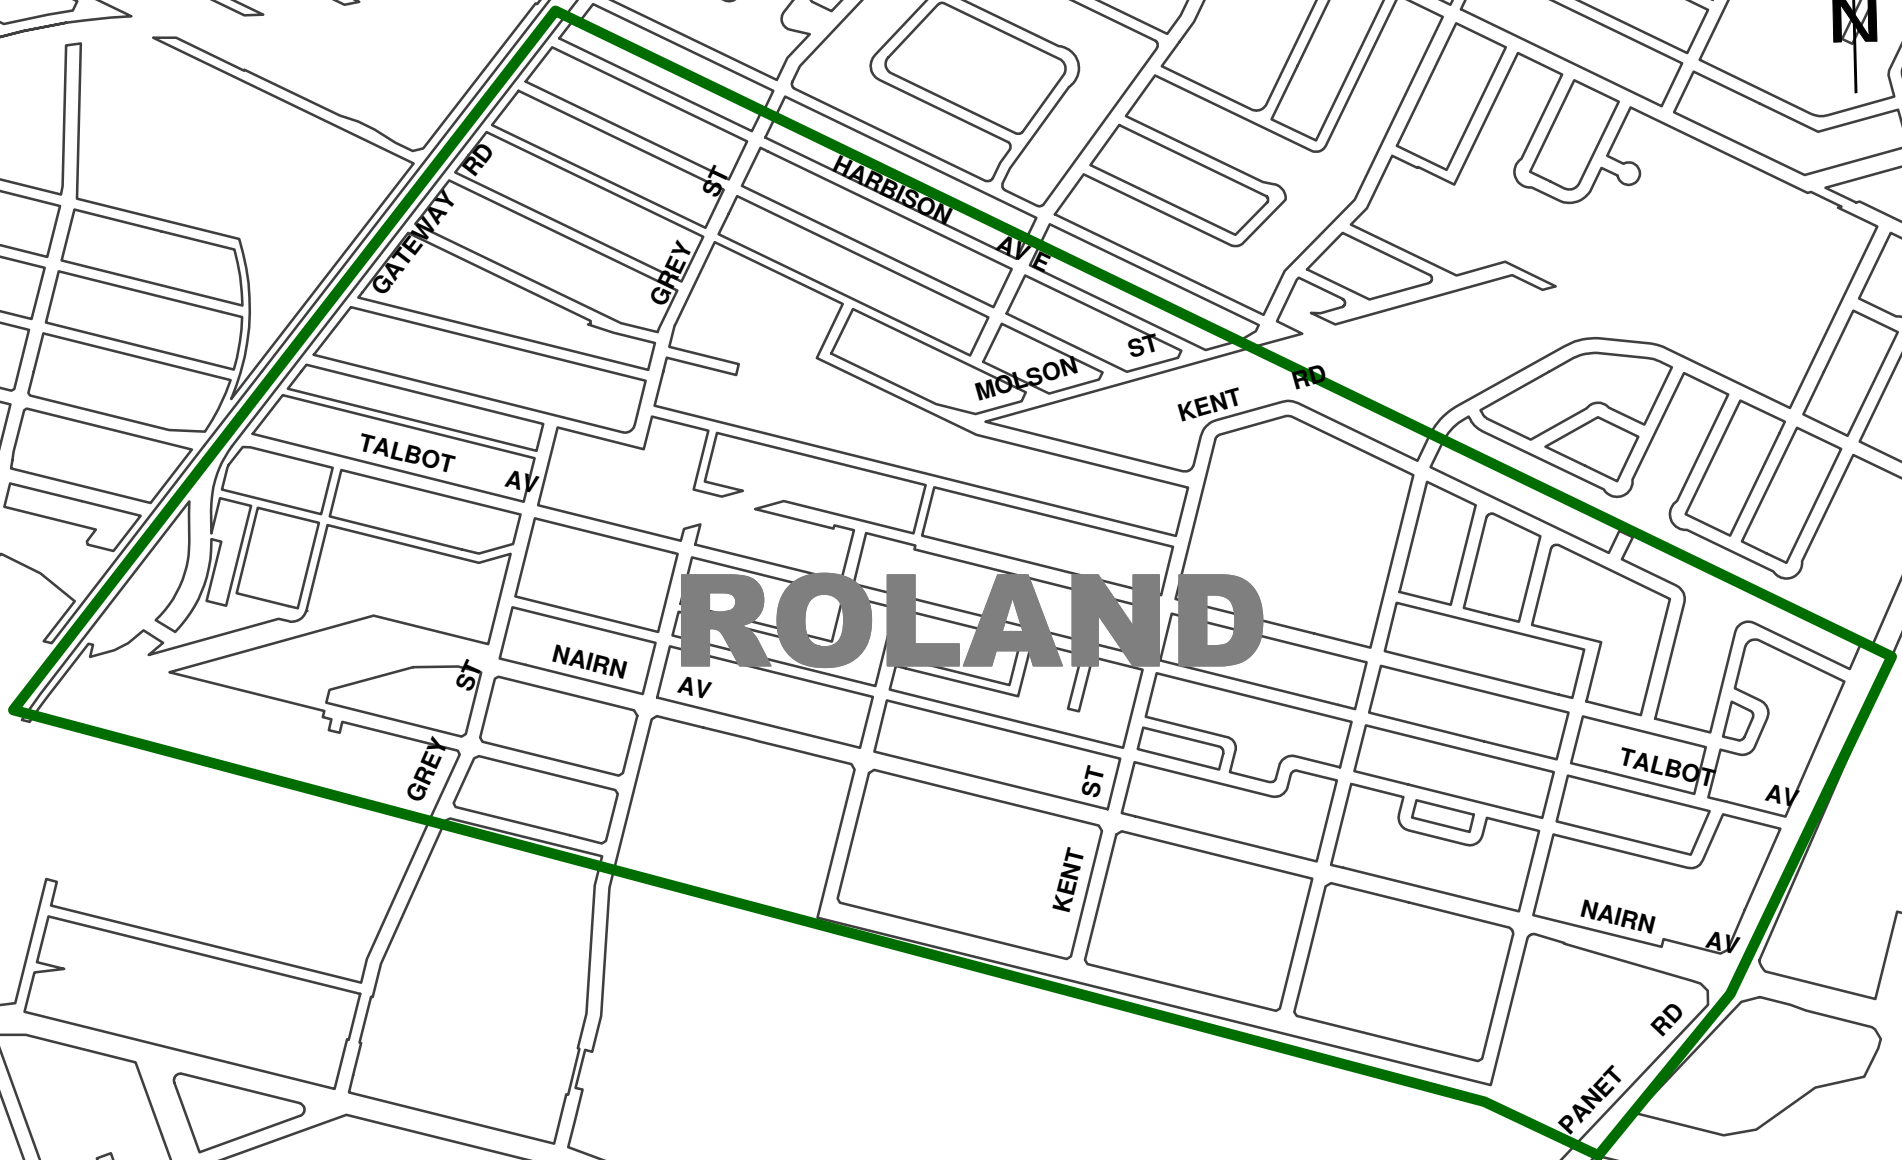 N
RD
GATEWAY
ST
GREY
HARBISON
AV E
ST
MOLSON
KENT
RD
TALBOT
AV
ROLAND
NAIRN
AV
ST
GREY
ST
KENT
TALBOT
AV
NAIRN
AV
RD
PANET